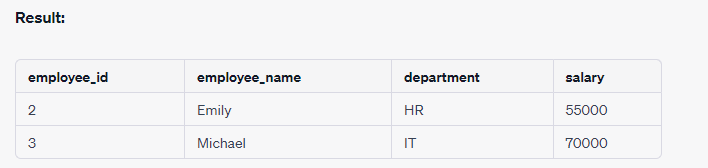 Result:
employee_id employee_name department salary
2 Emily HR 55000
3 Michael IT 70000